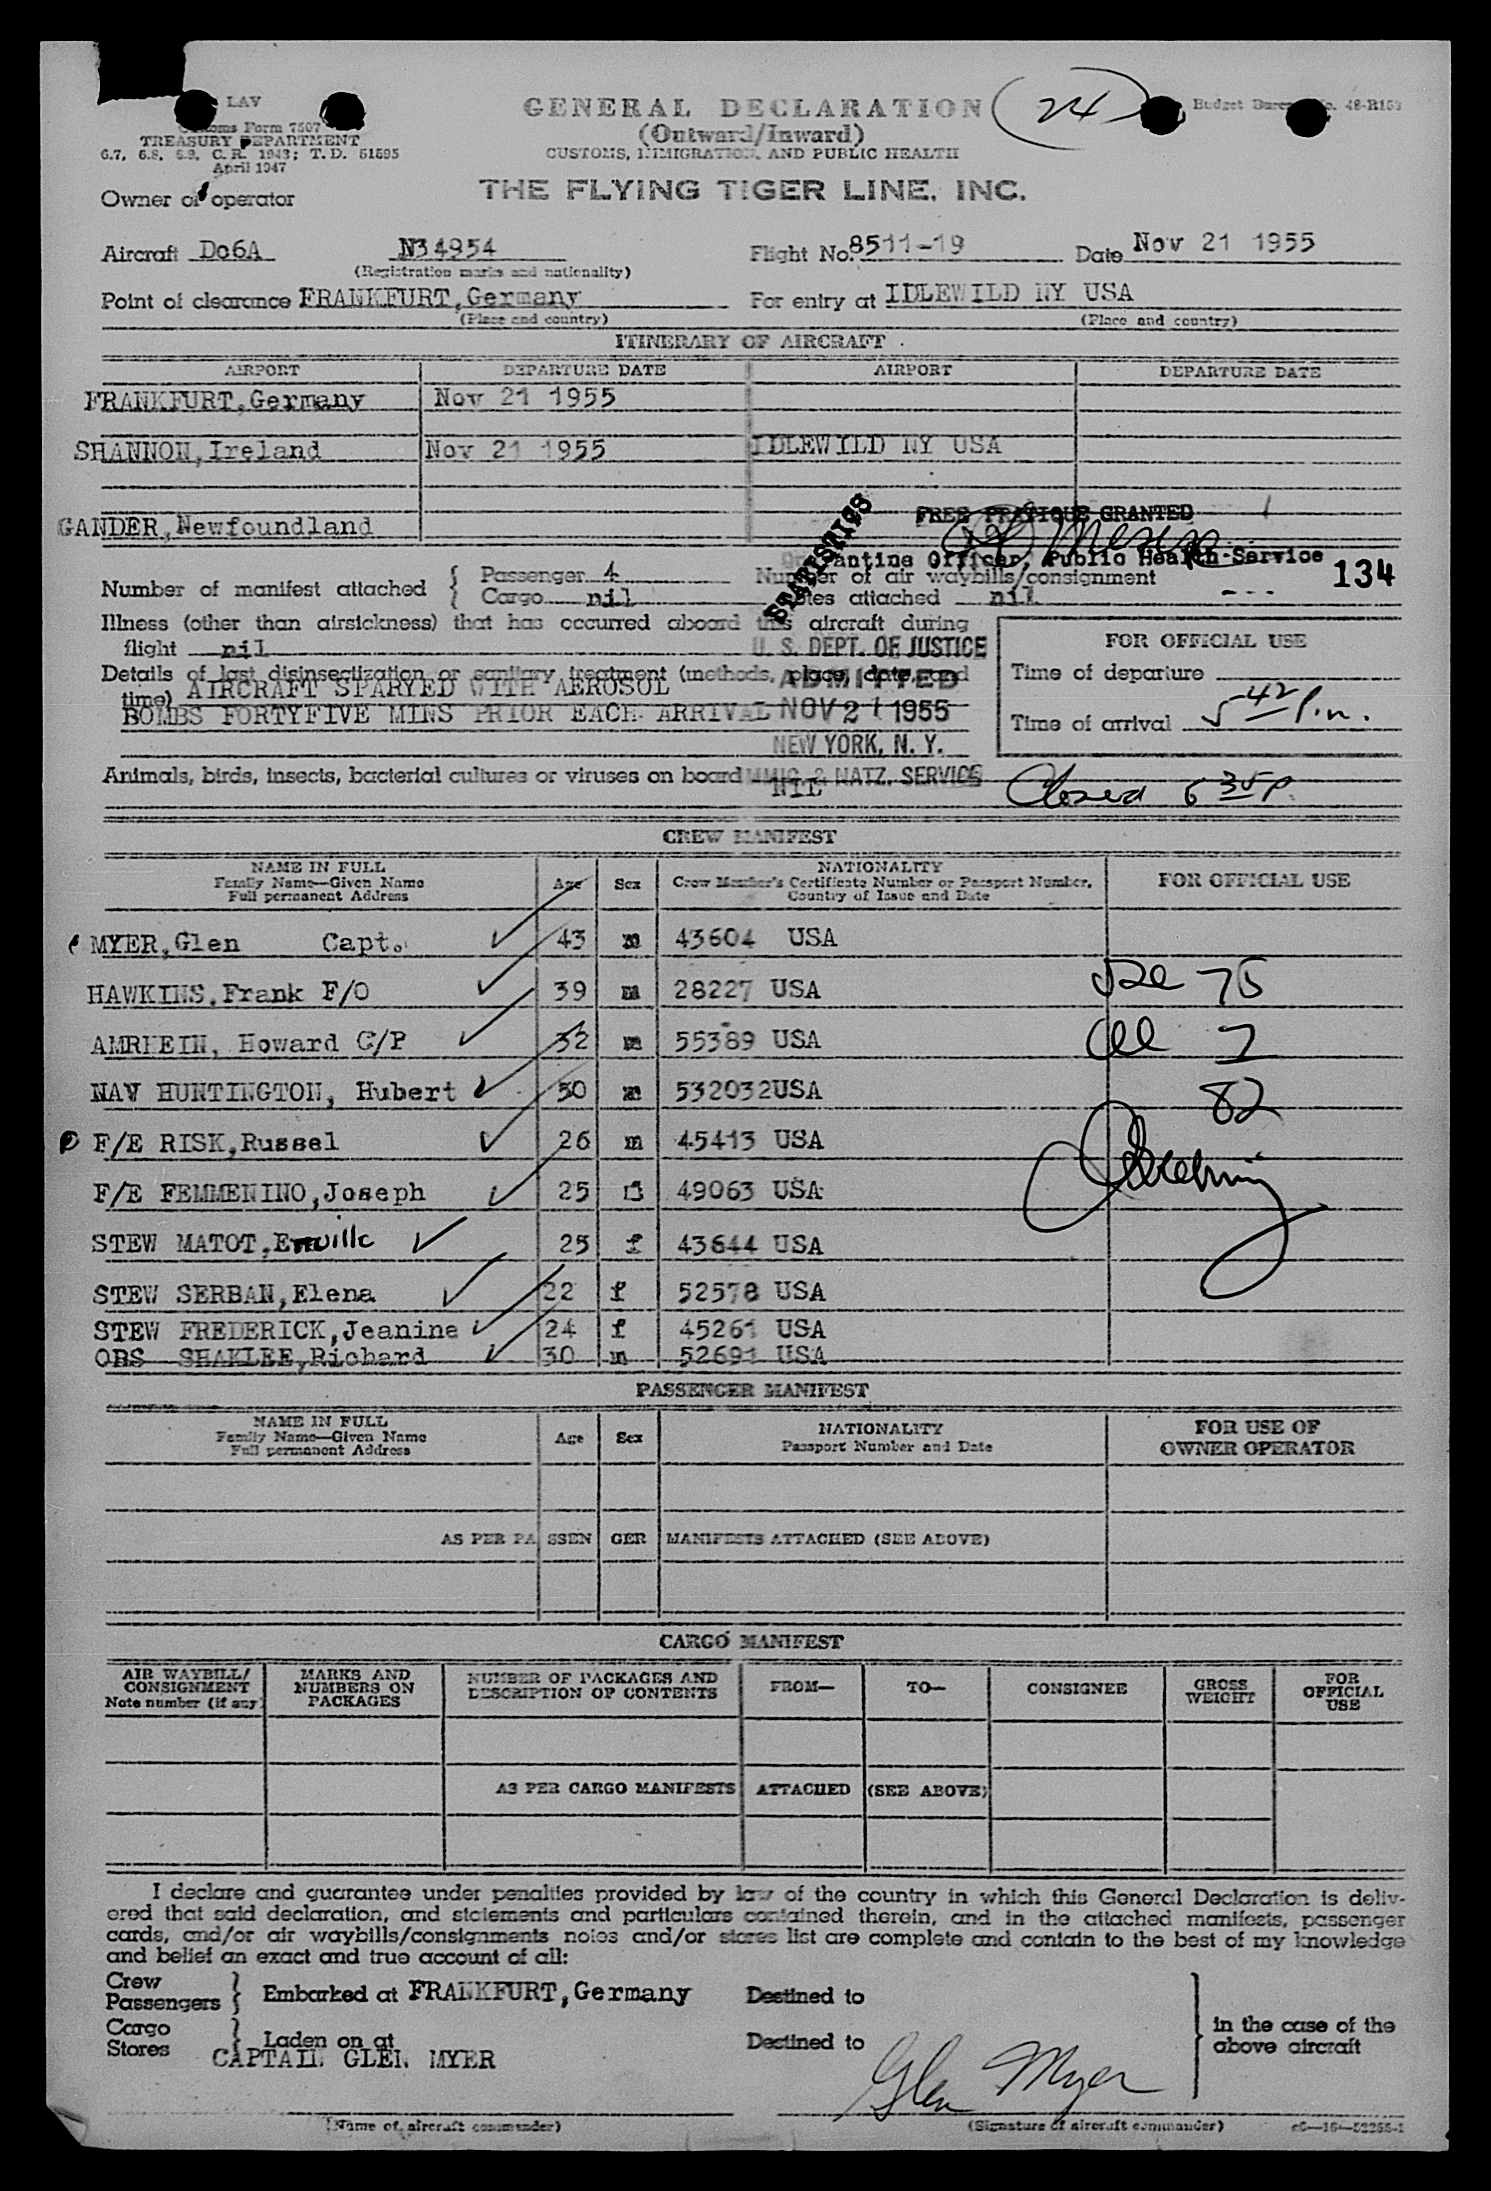 LAV
Customs Form 7507
TREASURY DEPARTMENT
6.7, 6.8, 6.9, C. R. 1943; T. D. 51595
April 1947
GENERAL DECLARATION
(Outward/Inward)
CUSTOMS, IMMIGRATION, AND PUBLIC HEALTH
24
Budget Bureau No. 48-R153
Owner or operator
THE FLYING TIGER LINE, INC.
Aircraft Dc6A N34954 Flight No. 8511-19 Date Nov 21 1955
(Registration marks and nationality)
Point of clearance FRANKFURT,Germany For entry at IDLEWILD NY USA
(Place and country) (Place and country)
ITINERARY OF AIRCRAFT
AIRPORT DEPARTURE DATE AIRPORT DEPARTURE DATE
FRANKFURT,Germany Nov 21 1955
SHANNON,Ireland Nov 21 1955 IDLEWILD NY USA
GANDER,Newfoundland
STATISTICS
FREE PRATIQUE GRANTED
Quarantine Officer, Public Health Service
134
Number of manifest attached { Passenger 4 Number of air waybills/consignment
Cargo nil notes attached nil ---
Illness (other than airsickness) that has occurred aboard this aircraft during
flight nil
Details of last disinsectization or sanitary treatment (methods, place, date, and
time) AIRCRAFT SPARYED WITH AEROSOL
BOMBS FORTYFIVE MINS PRIOR EACH ARRIVAL
U. S. DEPT. OF JUSTICE
ADMITTED
NOV 21 1955
NEW YORK, N. Y.
IMMIG. & NATZ. SERVICE
FOR OFFICIAL USE
Time of departure
Time of arrival 5 42 P.m.
Animals, birds, insects, bacterial cultures or viruses on board NIL
Closed 6 35 P.
CREW MANIFEST
NAME IN FULL
Family Name—Given Name
Full permanent Address
Age
Sex
NATIONALITY
Crew Member's Certificate Number or Passport Number,
Country of Issue and Date
FOR OFFICIAL USE
MYER,Glen Capt. 43 m 43604 USA
HAWKINS,Frank F/O 39 m 28227 USA
AMRHEIN, Howard C/P 32 m 55389 USA
NAV HUNTINGTON, Hubert 30 m 532032USA
F/E RISK,Russel 26 m 45413 USA
F/E FEMMENINO,Joseph 25 m 49063 USA
STEW MATOT, 25 f 43644 USA
STEW SERBAN,Elena 22 f 52578 USA
STEW FREDERICK,Jeanine 24 f 45261 USA
OBS SHAKLEE,Richard 30 m 52691 USA
75
7
82
PASSENGER MANIFEST
NAME IN FULL
Family Name—Given Name
Full permanent Address
Age
Sex
NATIONALITY
Passport Number and Date
FOR USE OF
OWNER OPERATOR
AS PER PASSENGER MANIFESTS ATTACHED (SEE ABOVE)
CARGO MANIFEST
AIR WAYBILL/
CONSIGNMENT
Note number (if any)
MARKS AND
NUMBERS ON
PACKAGES
NUMBER OF PACKAGES AND
DESCRIPTION OF CONTENTS
FROM—
TO—
CONSIGNEE
GROSS
WEIGHT
FOR
OFFICIAL
USE
AS PER CARGO MANIFESTS ATTACHED (SEE ABOVE)
I declare and guarantee under penalties provided by law of the country in which this General Declaration is deliv-
ered that said declaration, and statements and particulars contained therein, and in the attached manifests, passenger
cards, and/or air waybills/consignments notes and/or stores list are complete and contain to the best of my knowledge
and belief an exact and true account of all:
Crew
Passengers } Embarked at FRANKFURT,Germany Destined to
Cargo
Stores } Laden on at Destined to
in the case of the
above aircraft
CAPTAIN GLEN MYER
Glen Myer
(Name of aircraft commander) (Signature of aircraft commander)
c6—16—52255-1